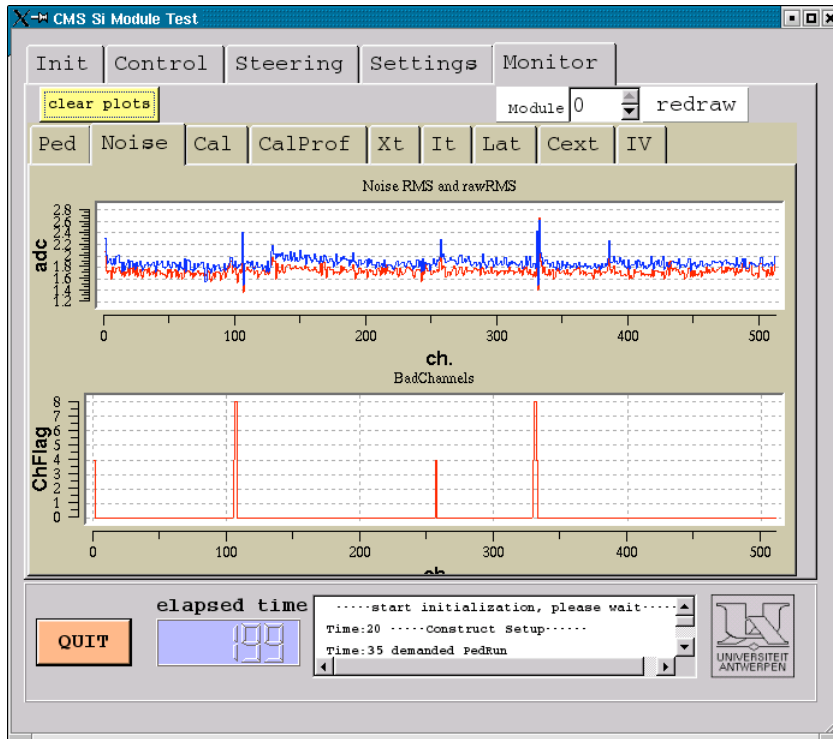 CMS Si Module Test
Init Control Steering Settings Monitor
clear plots Module 0 redraw
Ped Noise Cal CalProf Xt It Lat Cext IV
Noise RMS and rawRMS
adc
2.8
2.6
2.4
2.2
2
1.8
1.6
1.4
1.2
0 100 200 300 400 500
ch.
BadChannels
ChFlag
8
7
6
5
4
3
2
1
0
0 100 200 300 400 500
ch
elapsed time
199
QUIT
-----start initialization, please wait-----
Time:20 -----Construct Setup------
Time:35 demanded PedRun
UA
UNIVERSITEIT
ANTWERPEN